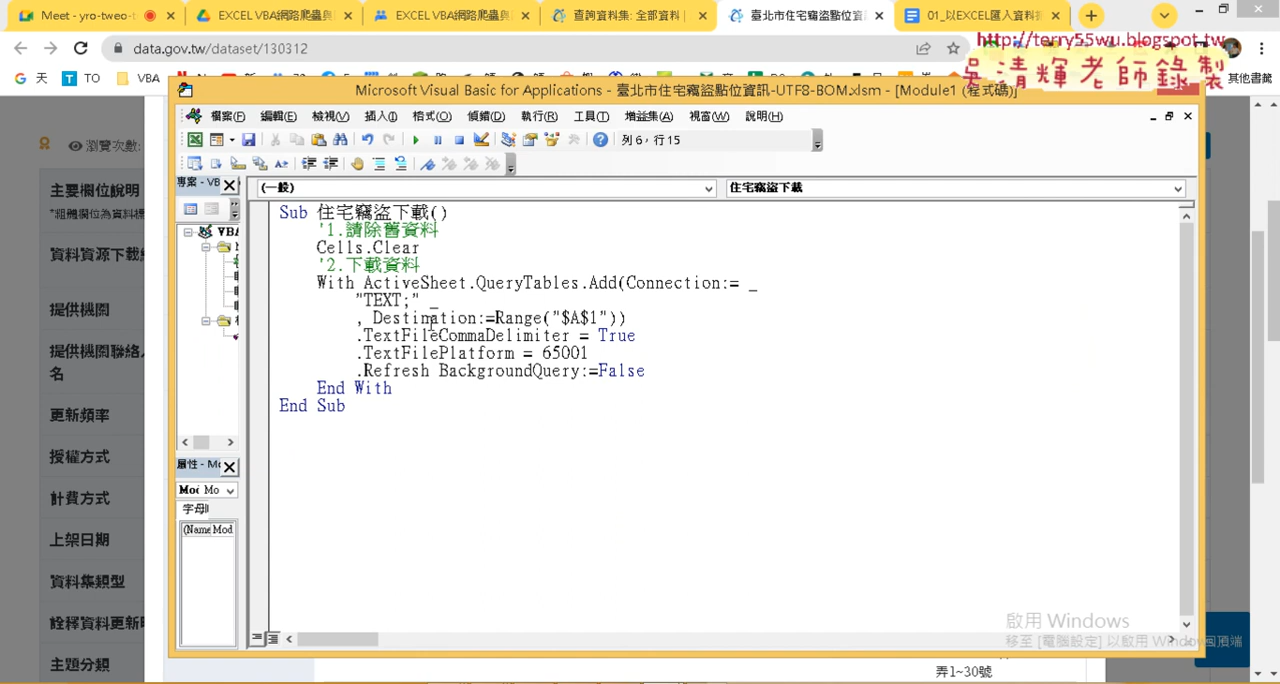 Meet - yro-tweo-t
EXCEL VBA網路爬蟲與
EXCEL VBA網路爬蟲與
查詢資料集: 全部資料 |
臺北市住宅竊盜點位資訊
01_以EXCEL匯入資料
data.gov.tw/dataset/130312
http://terry55wu.blogspot.tw
吳清輝老師錄製
天
TO
VBA
其他書籤
Microsoft Visual Basic for Applications - 臺北市住宅竊盜點位資訊-UTF8-BOM.xlsm - [Module1 (程式碼)]
檔案(F) 編輯(E) 檢視(V) 插入(I) 格式(O) 偵錯(D) 執行(R) 工具(T) 增益集(A) 視窗(W) 說明(H)
列 6，行 15
瀏覽次數:
主要欄位說明
資料資源下載
提供機關
提供機關聯絡人
名
更新頻率
授權方式
計費方式
上架日期
資料集類型
詮釋資料更新
主題分類
專案 - VB
(一般)
住宅竊盜下載
Sub 住宅竊盜下載()
'1.請除舊資料
Cells.Clear
'2.下載資料
With ActiveSheet.QueryTables.Add(Connection:= _
"TEXT;" _
, Destination:=Range("$A$1"))
.TextFileCommaDelimiter = True
.TextFilePlatform = 65001
.Refresh BackgroundQuery:=False
End With
End Sub
屬性 - Mo
Mod Mo
字母
(Name Mod
啟用 Windows
移至 [電腦設定] 以啟用 Windows
回頂端
弄1~30號